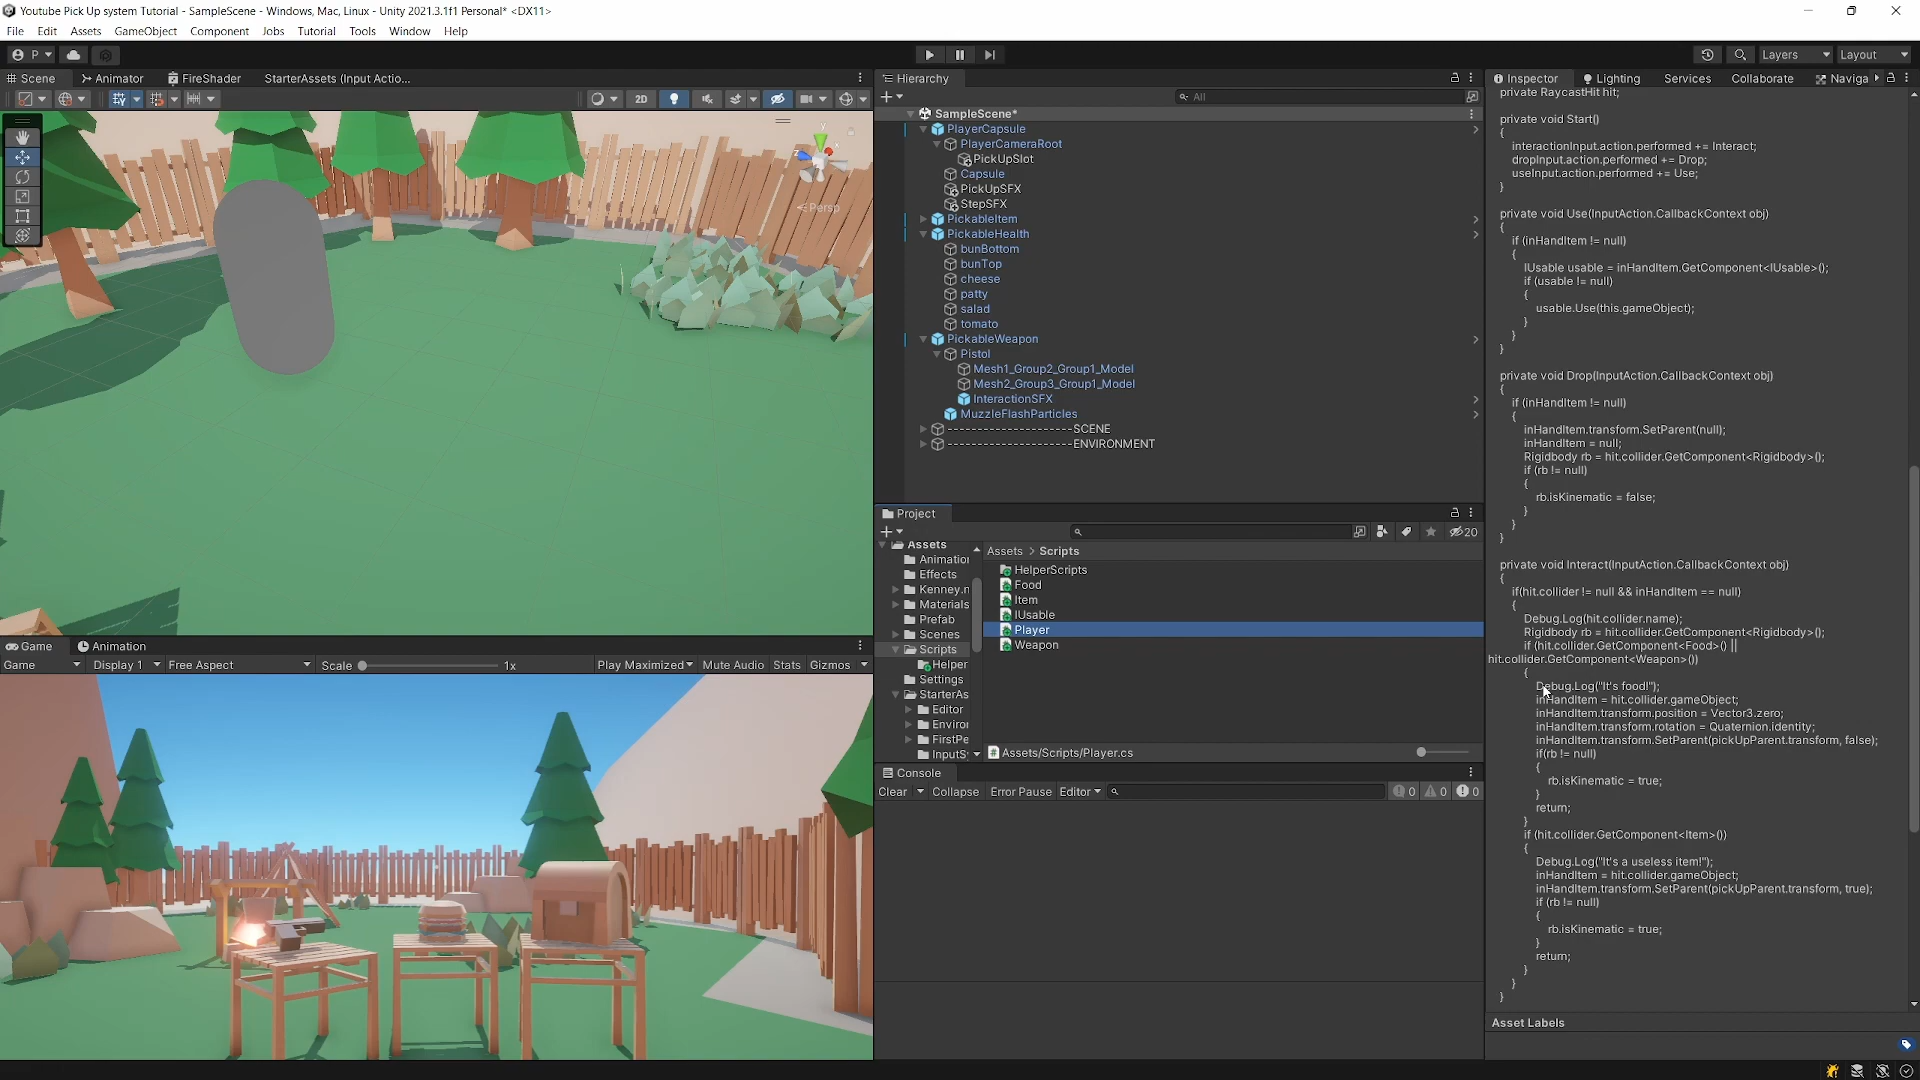 Youtube Pick Up system Tutorial - SampleScene - Windows, Mac, Linux - Unity 2021.3.1f1 Personal* <DX11>
File Edit Assets GameObject Component Jobs Tutorial Tools Window Help
P Layers Layout
Scene Animator FireShader StarterAssets (Input Actio...
2D
Persp
Hierarchy
All
SampleScene*
PlayerCapsule
PlayerCameraRoot
PickUpSlot
Capsule
PickUpSFX
StepSFX
PickableItem
PickableHealth
bunBottom
bunTop
cheese
patty
salad
tomato
PickableWeapon
Pistol
Mesh1_Group2_Group1_Model
Mesh2_Group3_Group1_Model
InteractionSFX
MuzzleFlashParticles
---------------------SCENE
---------------------ENVIRONMENT
Project
20
Assets
Animation
Effects
Kenney.n
Materials
Prefab
Scenes
Scripts
Helper
Settings
StarterAs
Editor
Enviror
FirstPe
InputS
Assets > Scripts
HelperScripts
Food
Item
IUsable
Player
Weapon
Assets/Scripts/Player.cs
Game Animation
Game Display 1 Free Aspect Scale 1x Play Maximized Mute Audio Stats Gizmos
Console
Clear Collapse Error Pause Editor 0 0 0
Inspector Lighting Services Collaborate Naviga
private RaycastHit hit;
private void Start()
{
interactionInput.action.performed += Interact;
dropInput.action.performed += Drop;
useInput.action.performed += Use;
}
private void Use(InputAction.CallbackContext obj)
{
if (inHandItem != null)
{
IUsable usable = inHandItem.GetComponent<IUsable>();
if (usable != null)
{
usable.Use(this.gameObject);
}
}
}
private void Drop(InputAction.CallbackContext obj)
{
if (inHandItem != null)
{
inHandItem.transform.SetParent(null);
inHandItem = null;
Rigidbody rb = hit.collider.GetComponent<Rigidbody>();
if (rb != null)
{
rb.isKinematic = false;
}
}
}
private void Interact(InputAction.CallbackContext obj)
{
if(hit.collider != null && inHandItem == null)
{
Debug.Log(hit.collider.name);
Rigidbody rb = hit.collider.GetComponent<Rigidbody>();
if (hit.collider.GetComponent<Food>() ||
hit.collider.GetComponent<Weapon>())
{
Debug.Log("It's food!");
inHandItem = hit.collider.gameObject;
inHandItem.transform.position = Vector3.zero;
inHandItem.transform.rotation = Quaternion.identity;
inHandItem.transform.SetParent(pickUpParent.transform, false);
if(rb != null)
{
rb.isKinematic = true;
}
return;
}
if (hit.collider.GetComponent<Item>())
{
Debug.Log("It's a useless item!");
inHandItem = hit.collider.gameObject;
inHandItem.transform.SetParent(pickUpParent.transform, true);
if (rb != null)
{
rb.isKinematic = true;
}
return;
}
}
}
Asset Labels